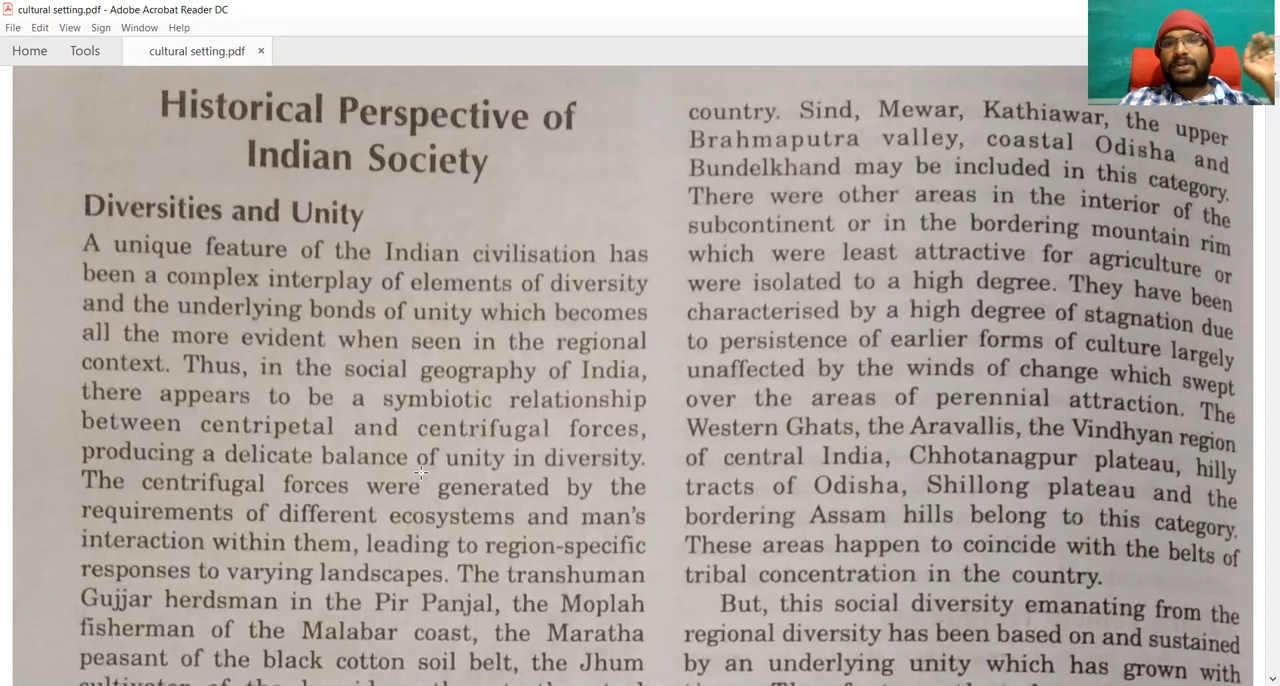 cultural setting.pdf - Adobe Acrobat Reader DC
File Edit View Sign Window Help
Home Tools cultural setting.pdf ×
Historical Perspective of
Indian Society
Diversities and Unity
A unique feature of the Indian civilisation has
been a complex interplay of elements of diversity
and the underlying bonds of unity which becomes
all the more evident when seen in the regional
context. Thus, in the social geography of India,
there appears to be a symbiotic relationship
between centripetal and centrifugal forces,
producing a delicate balance of unity in diversity.
The centrifugal forces were generated by the
requirements of different ecosystems and man's
interaction within them, leading to region-specific
responses to varying landscapes. The transhuman
Gujjar herdsman in the Pir Panjal, the Moplah
fisherman of the Malabar coast, the Maratha
peasant of the black cotton soil belt, the Jhum
country. Sind, Mewar, Kathiawar, the upper
Brahmaputra valley, coastal Odisha and
Bundelkhand may be included in this category.
There were other areas in the interior of the
subcontinent or in the bordering mountain rim
which were least attractive for agriculture or
were isolated to a high degree. They have been
characterised by a high degree of stagnation due
to persistence of earlier forms of culture largely
unaffected by the winds of change which swept
over the areas of perennial attraction. The
Western Ghats, the Aravallis, the Vindhyan region
of central India, Chhotanagpur plateau, hilly
tracts of Odisha, Shillong plateau and the
bordering Assam hills belong to this category.
These areas happen to coincide with the belts of
tribal concentration in the country.
But, this social diversity emanating from the
regional diversity has been based on and sustained
by an underlying unity which has grown with